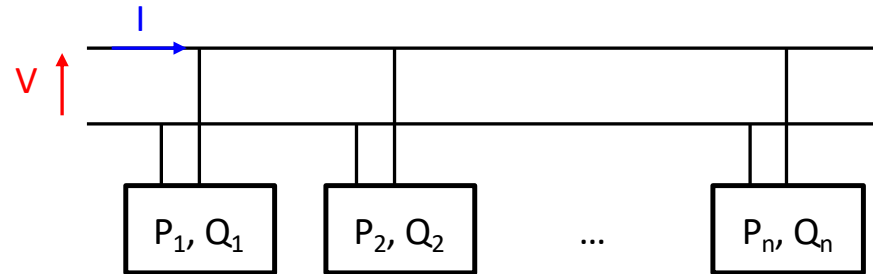 I
V
P₁, Q₁
P₂, Q₂
...
Pₙ, Qₙ